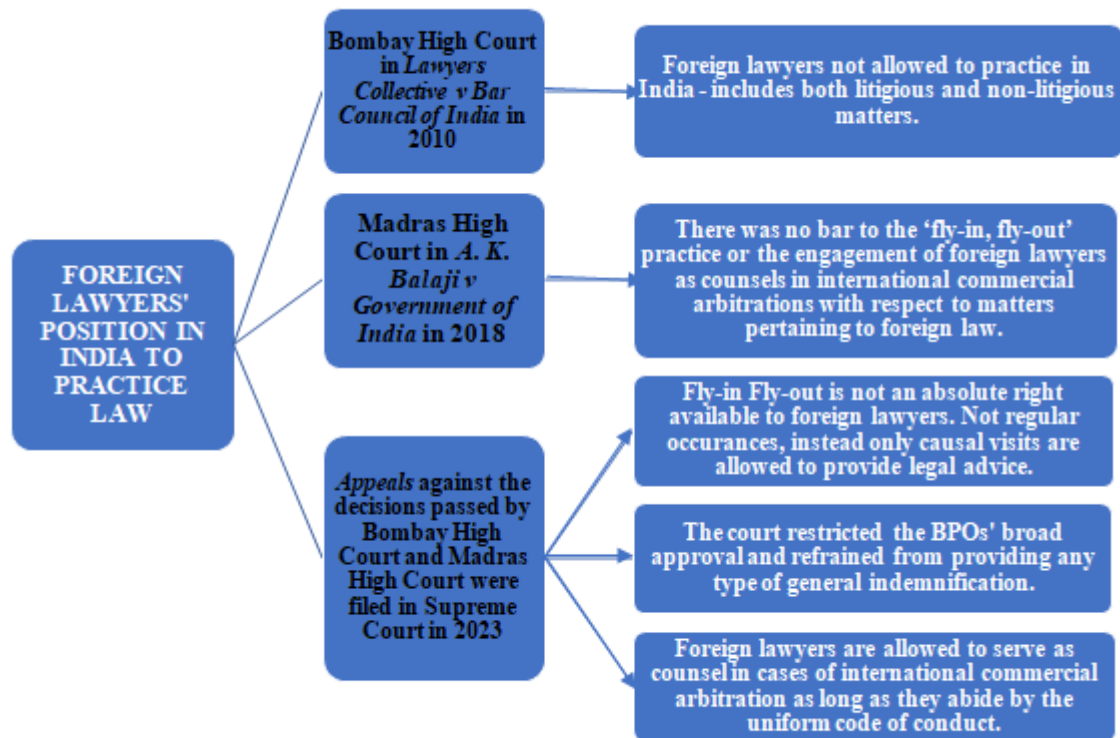 FOREIGN
LAWYERS'
POSITION IN
INDIA TO
PRACTICE
LAW
Bombay High Court
in Lawyers
Collective v Bar
Council of India in
2010
Foreign lawyers not allowed to practice in
India - includes both litigious and non-litigious
matters.
Madras High
Court in A. K.
Balaji v
Government of
India in 2018
There was no bar to the ‘fly-in, fly-out’
practice or the engagement of foreign lawyers
as counsels in international commercial
arbitrations with respect to matters
pertaining to foreign law.
Appeals against the
decisions passed by
Bombay High
Court and Madras
High Court were
filed in Supreme
Court in 2023
Fly-in Fly-out is not an absolute right
available to foreign lawyers. Not regular
occurances, instead only causal visits are
allowed to provide legal advice.
The court restricted the BPOs' broad
approval and refrained from providing any
type of general indemnification.
Foreign lawyers are allowed to serve as
counsel in cases of international commercial
arbitration as long as they abide by the
uniform code of conduct.